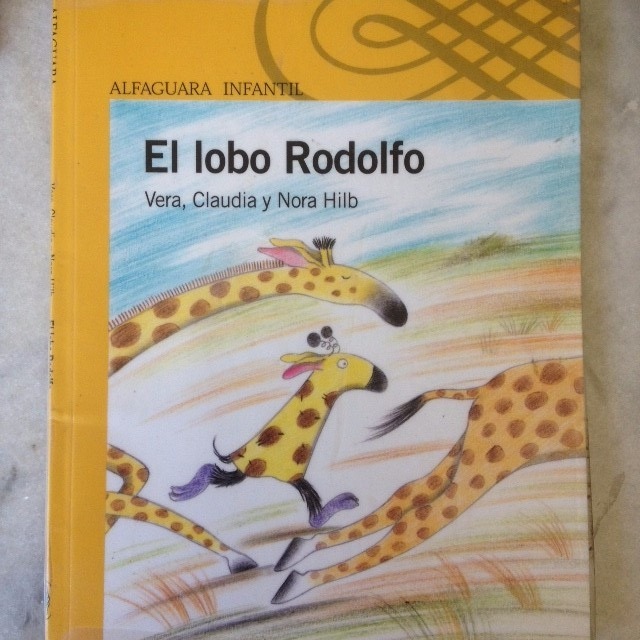 ALFAGUARA INFANTIL
El lobo Rodolfo
Vera, Claudia y Nora Hilb